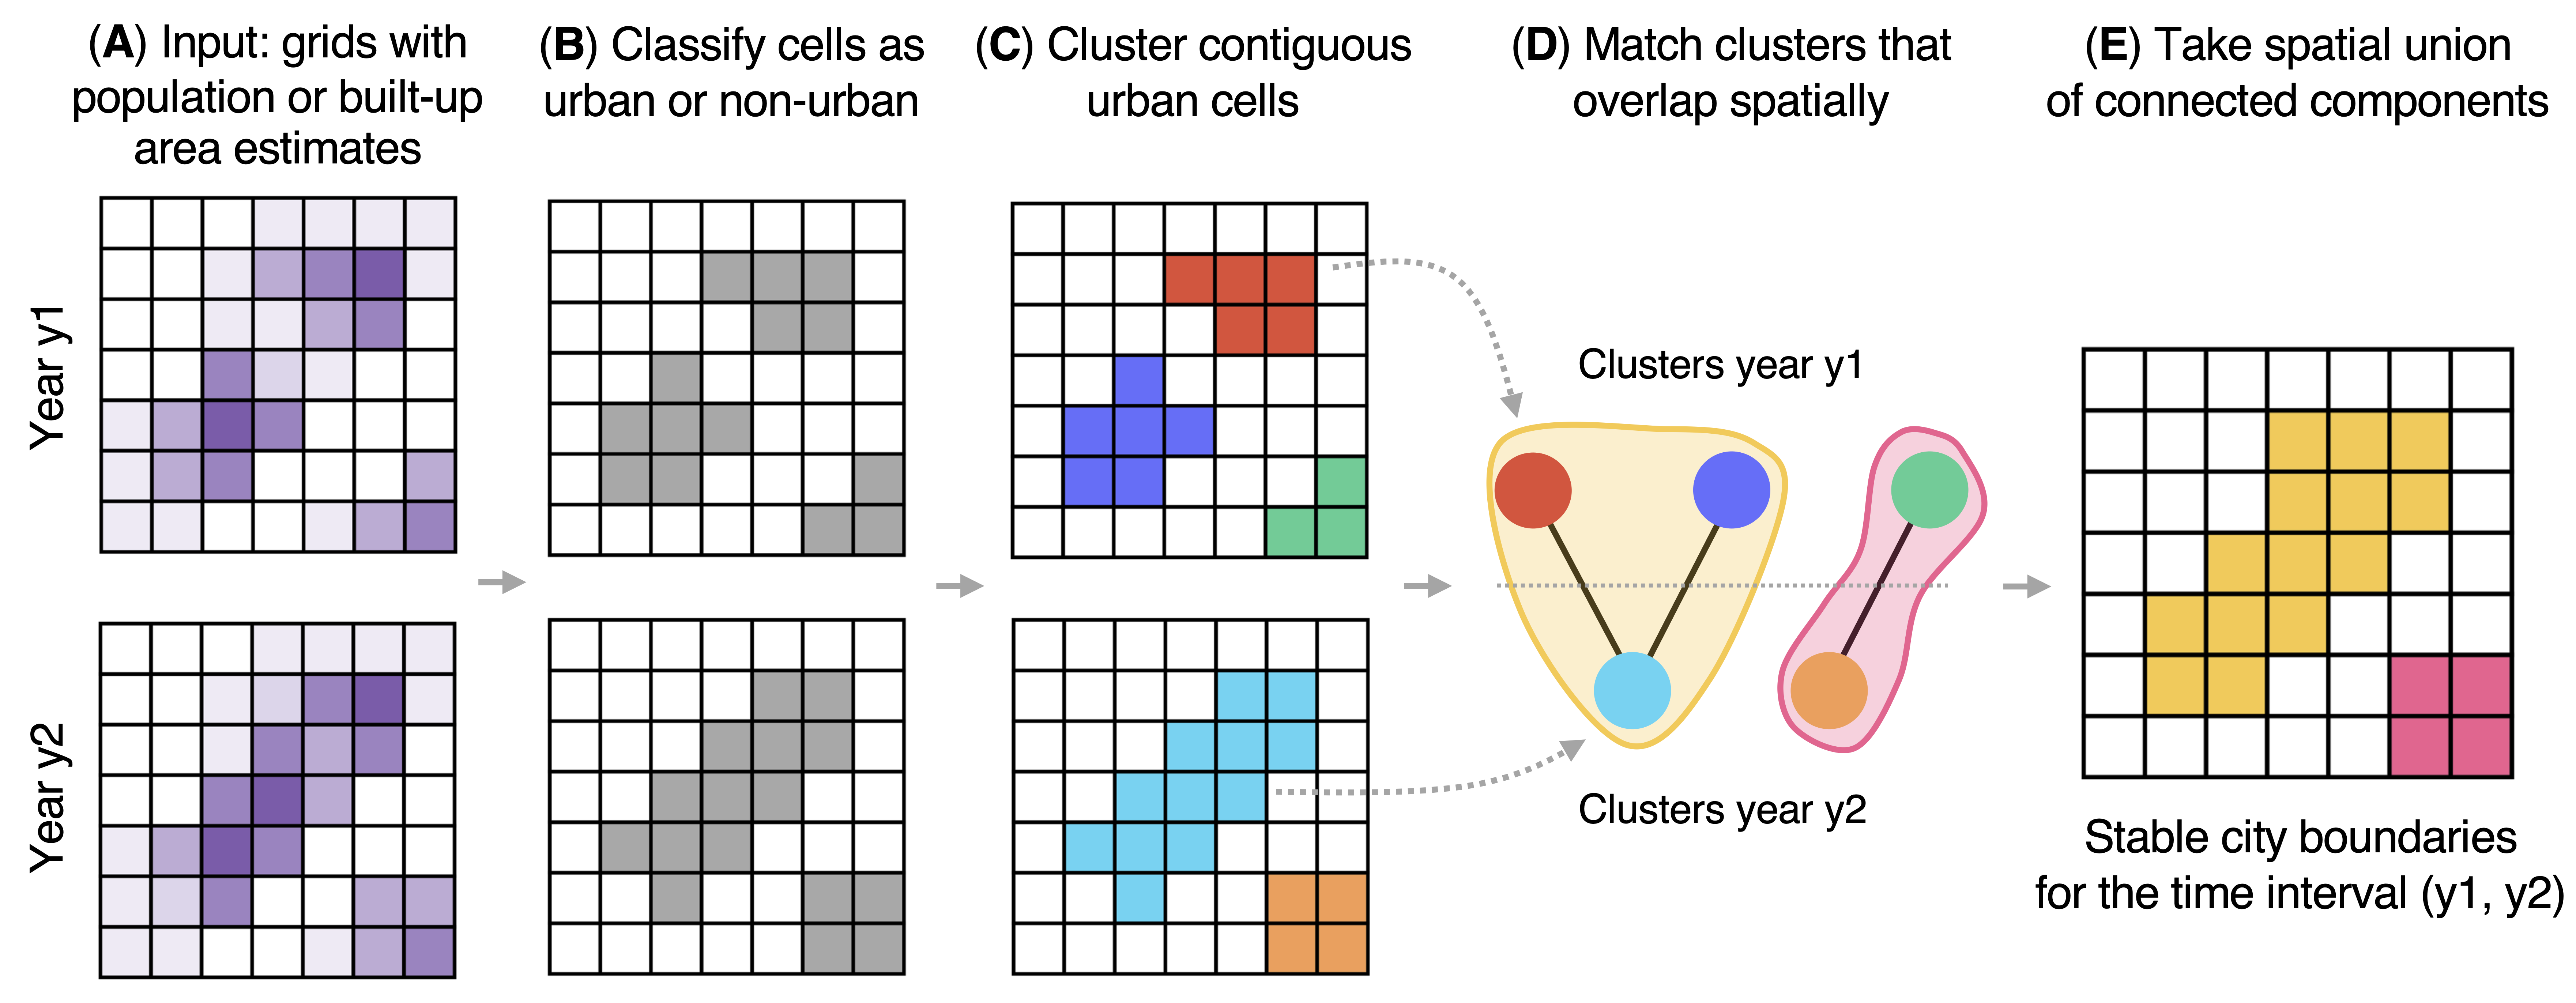 (A) Input: grids with
population or built-up
area estimates
(B) Classify cells as
urban or non-urban
(C) Cluster contiguous
urban cells
(D) Match clusters that
overlap spatially
(E) Take spatial union
of connected components
Year y1
Year y2
Clusters year y1
Clusters year y2
Stable city boundaries
for the time interval (y1, y2)